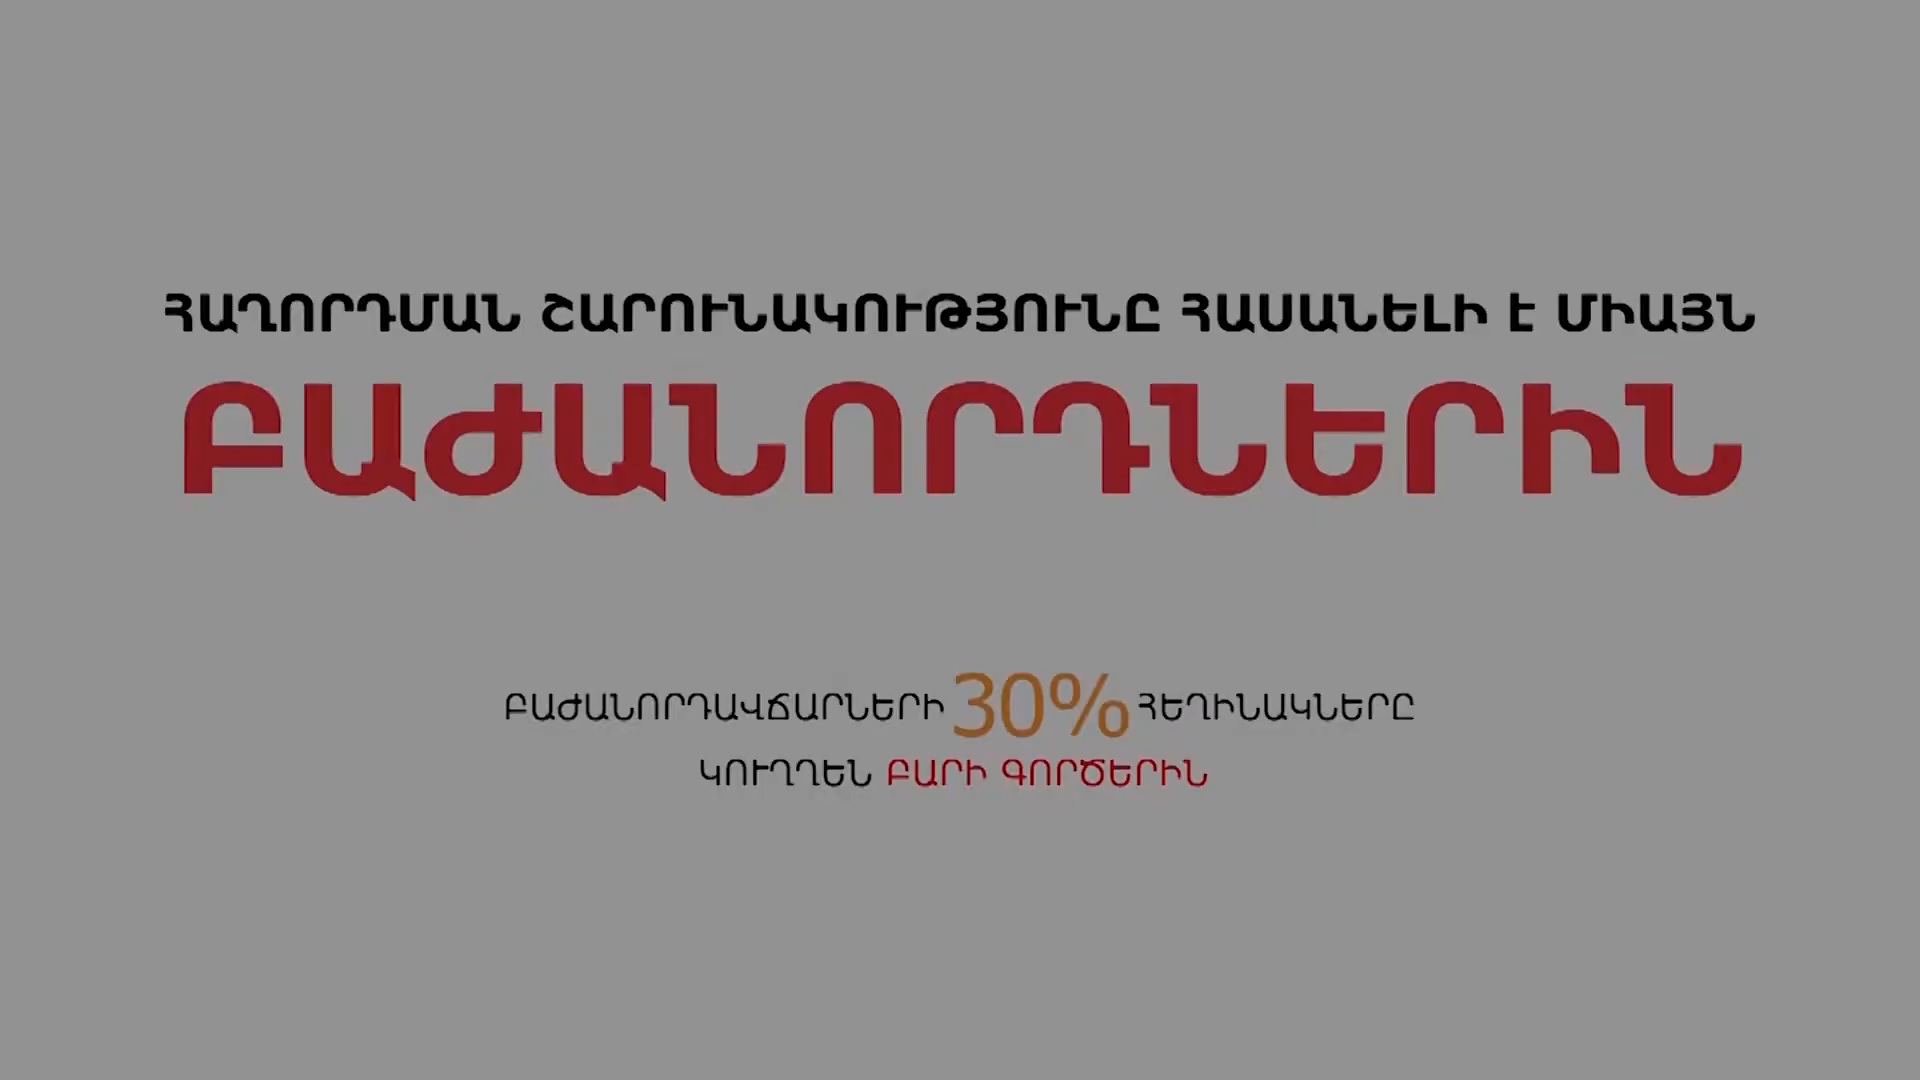 ՀԱՂՈՐԴՄԱՆ ՇԱՐՈՒՆԱԿՈՒԹՅՈՒՆԸ ՀԱՍԱՆԵԼԻ Է ՄԻԱՅՆ
ԲԱԺԱՆՈՐԴՆԵՐԻՆ
ԲԱԺԱՆՈՐԴԱՎՃԱՐՆԵՐԻ 30% ՀԵՂԻՆԱԿՆԵՐԸ
ԿՈՒՂՂԵՆ ԲԱՐԻ ԳՈՐԾԵՐԻՆ